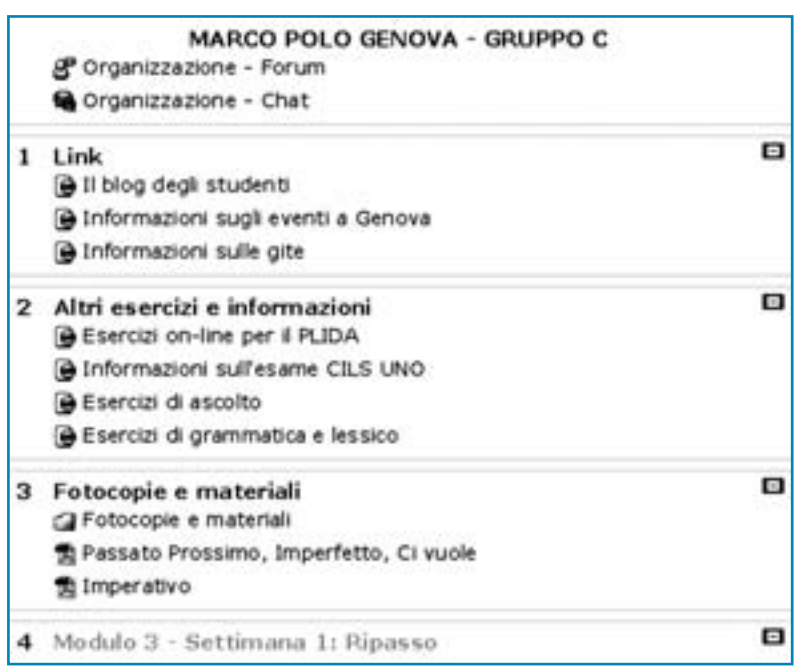 MARCO POLO GENOVA - GRUPPO C
Organizzazione - Forum
Organizzazione - Chat
1 Link
Il blog degli studenti
Informazioni sugli eventi a Genova
Informazioni sulle gite
2 Altri esercizi e informazioni
Esercizi on-line per il PLIDA
Informazioni sull'esame CILS UNO
Esercizi di ascolto
Esercizi di grammatica e lessico
3 Fotocopie e materiali
Fotocopie e materiali
Passato Prossimo, Imperfetto, Ci vuole
Imperativo
4 Modulo 3 - Settimana 1: Ripasso